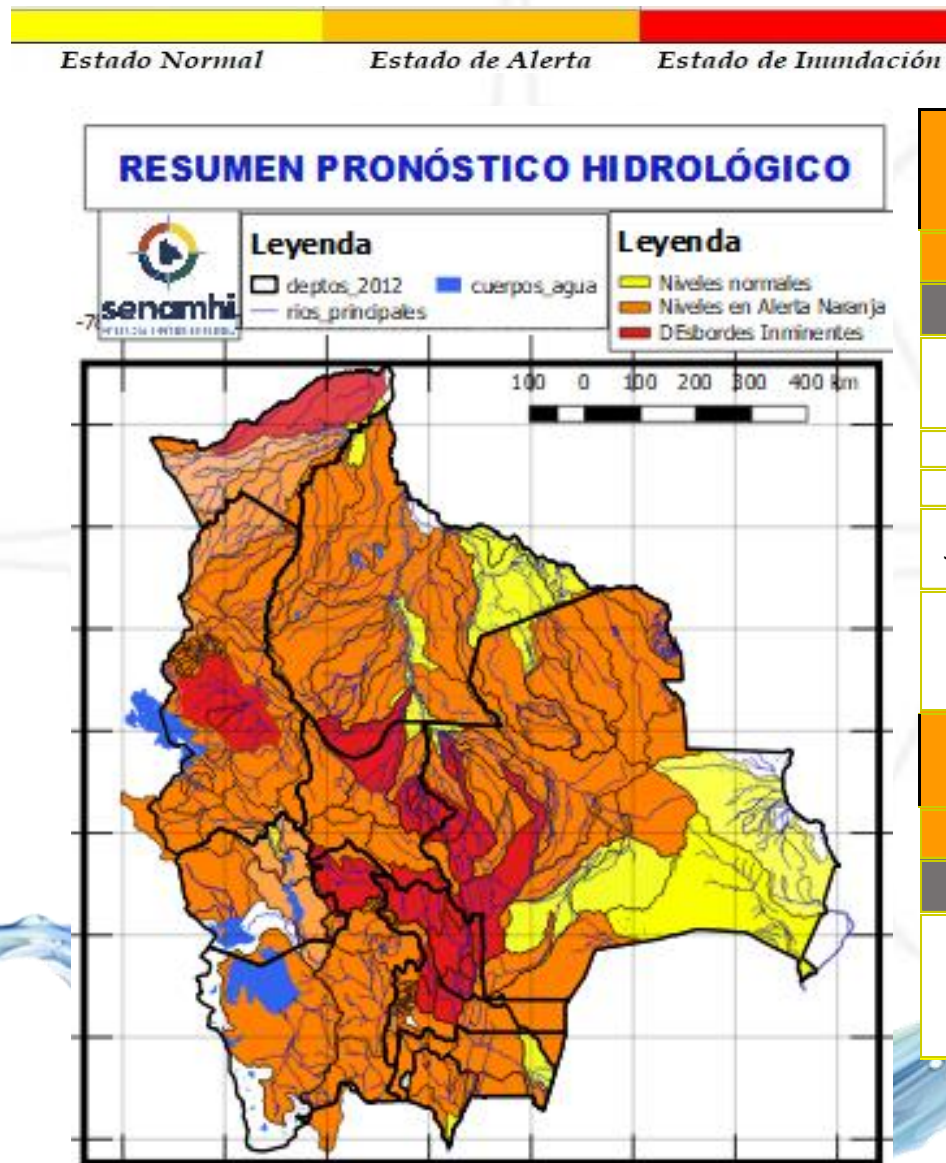 Estado Normal Estado de Alerta Estado de Inundación
RESUMEN PRONÓSTICO HIDROLÓGICO
senamhi
Leyenda
deptos_2012 cuerpos_agua
rios_principales
Leyenda
Niveles normales
Niveles en Alerta Naranja
DEsbordes Inminentes
100 0 100 200 300 400 km